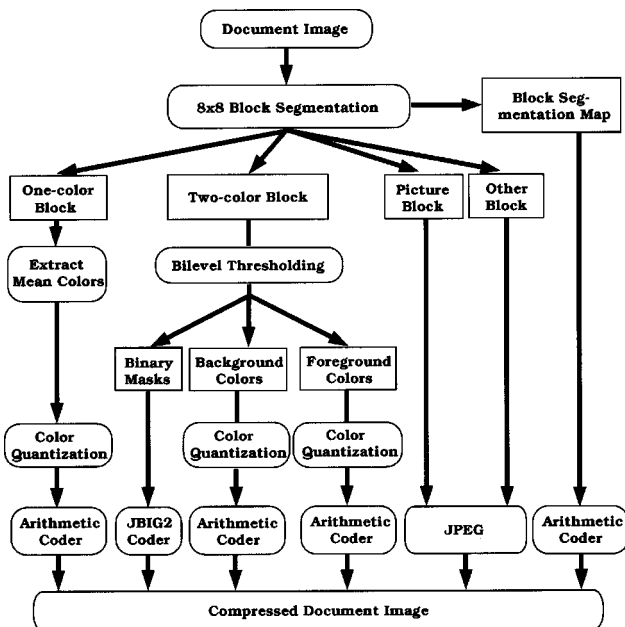 Document Image
8x8 Block Segmentation
Block Seg-
mentation Map
One-color
Block
Two-color Block
Picture
Block
Other
Block
Extract
Mean Colors
Bilevel Thresholding
Binary
Masks
Background
Colors
Foreground
Colors
Color
Quantization
Color
Quantization
Color
Quantization
Arithmetic
Coder
JBIG2
Coder
Arithmetic
Coder
Arithmetic
Coder
JPEG
Arithmetic
Coder
Compressed Document Image